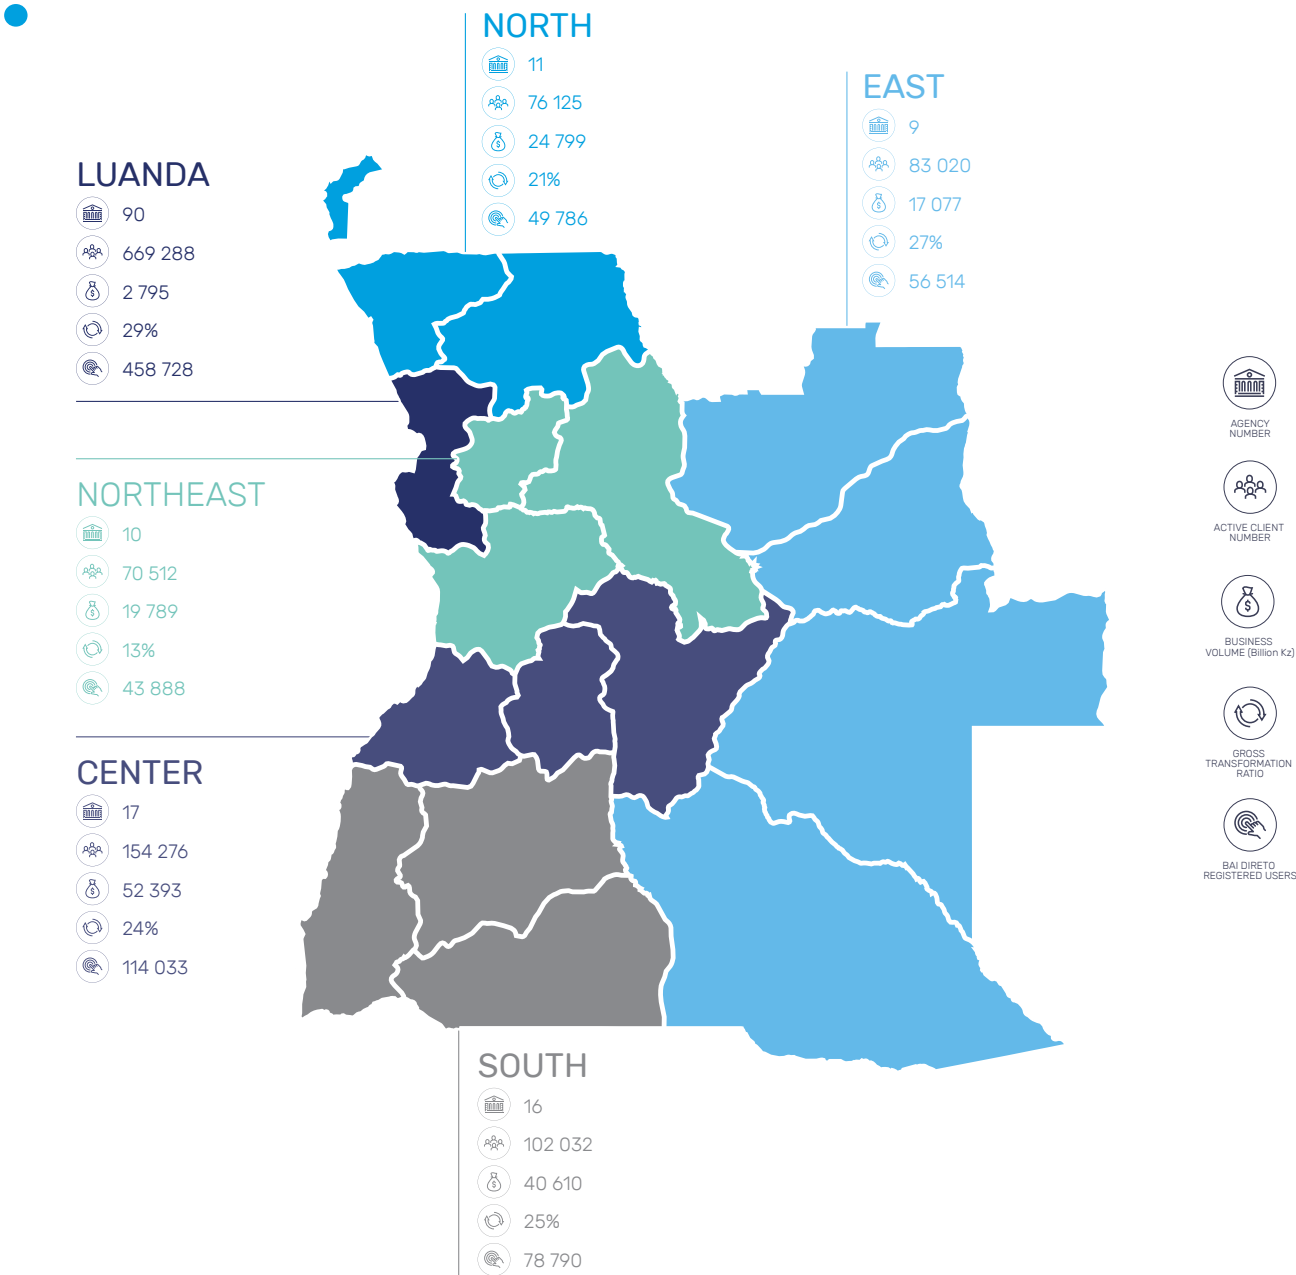 NORTH
11
76 125
24 799
21%
49 786
EAST
9
83 020
17 077
27%
56 514
LUANDA
90
669 288
2 795
29%
458 728
NORTHEAST
10
70 512
19 789
13%
43 888
CENTER
17
154 276
52 393
24%
114 033
SOUTH
16
102 032
40 610
25%
78 790
AGENCY
NUMBER
ACTIVE CLIENT
NUMBER
$
BUSINESS
VOLUME (Billion Kz)
GROSS
TRANSFORMATION
RATIO
BAI DIRETO
REGISTERED USERS